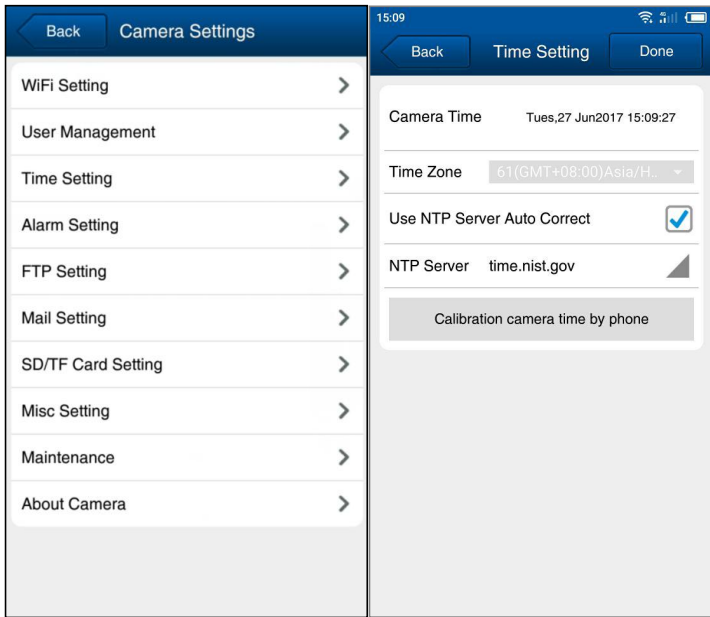 Back Camera Settings
WiFi Setting
User Management
Time Setting
Alarm Setting
FTP Setting
Mail Setting
SD/TF Card Setting
Misc Setting
Maintenance
About Camera
15:09
Back Time Setting Done
Camera Time Tues,27 Jun2017 15:09:27
Time Zone 61(GMT+08:00)Asia/H..
Use NTP Server Auto Correct
NTP Server time.nist.gov
Calibration camera time by phone